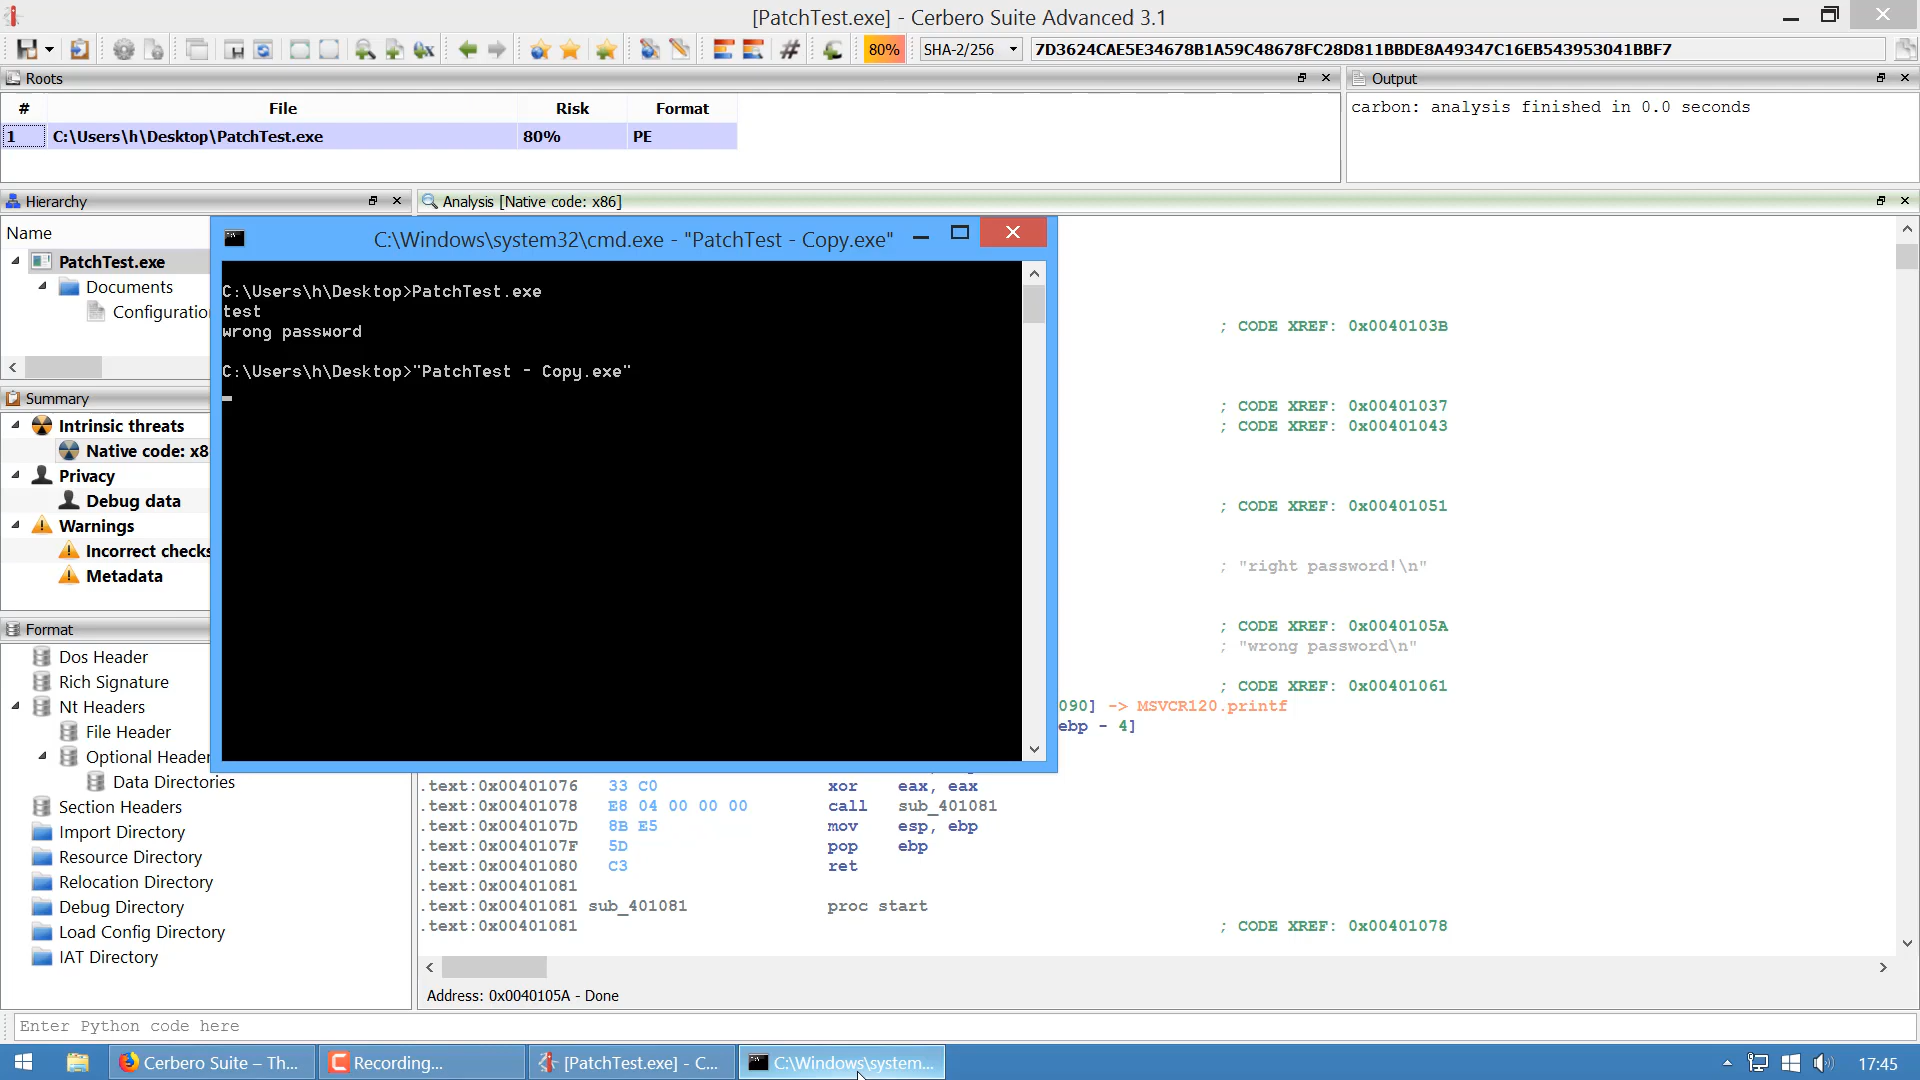 [PatchTest.exe] - Cerbero Suite Advanced 3.1
80%
SHA-2/256
7D3624CAE5E34678B1A59C48678FC28D811BBDE8A49347C16EB543953041BBF7
Roots
Output
# File Risk Format
1 C:\Users\h\Desktop\PatchTest.exe 80% PE
carbon: analysis finished in 0.0 seconds
Hierarchy
Name
PatchTest.exe
Documents
Configuratio
Summary
Intrinsic threats
Native code: x8
Privacy
Debug data
Warnings
Incorrect checks
Metadata
Format
Dos Header
Rich Signature
Nt Headers
File Header
Optional Header
Data Directories
Section Headers
Import Directory
Resource Directory
Relocation Directory
Debug Directory
Load Config Directory
IAT Directory
Analysis [Native code: x86]
C:\Windows\system32\cmd.exe - "PatchTest - Copy.exe"
C:\Users\h\Desktop>PatchTest.exe
test
wrong password
C:\Users\h\Desktop>"PatchTest - Copy.exe"
; CODE XREF: 0x0040103B
; CODE XREF: 0x00401037
; CODE XREF: 0x00401043
; CODE XREF: 0x00401051
; "right password!\n"
; CODE XREF: 0x0040105A
; "wrong password\n"
; CODE XREF: 0x00401061
090] -> MSVCR120.printf
ebp - 4]
.text:0x00401076 33 C0 xor eax, eax
.text:0x00401078 E8 04 00 00 00 call sub_401081
.text:0x0040107D 8B E5 mov esp, ebp
.text:0x0040107F 5D pop ebp
.text:0x00401080 C3 ret
.text:0x00401081
.text:0x00401081 sub_401081 proc start
.text:0x00401081 ; CODE XREF: 0x00401078
Address: 0x0040105A - Done
Enter Python code here
Cerbero Suite – Th...
Recording...
[PatchTest.exe] - C...
C:\Windows\system...
17:45